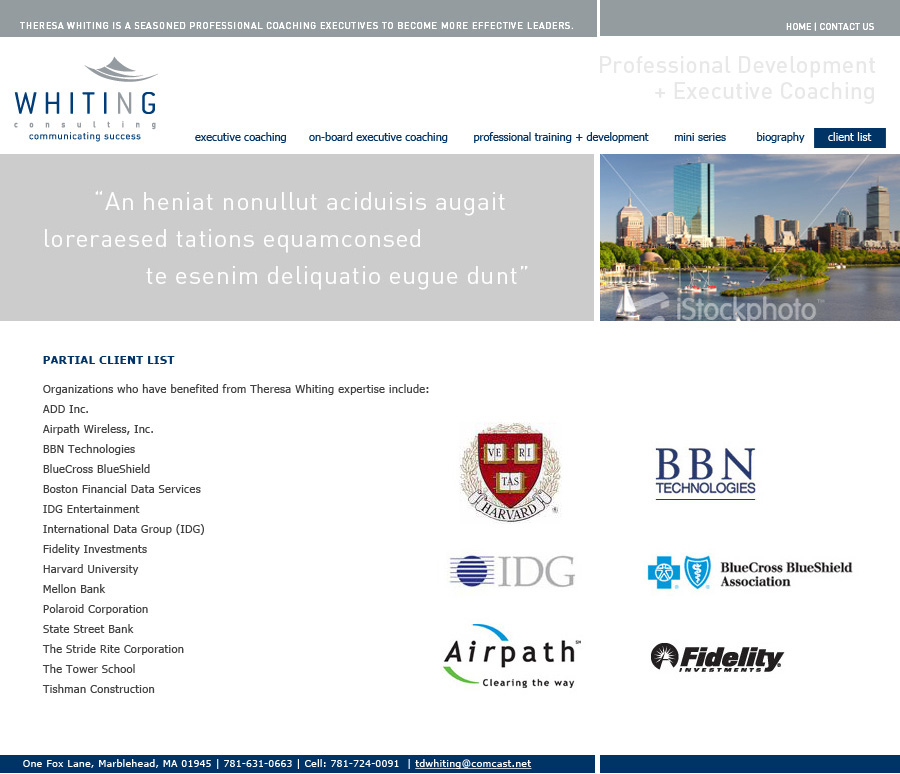 THERESA WHITING IS A SEASONED PROFESSIONAL COACHING EXECUTIVES TO BECOME MORE EFFECTIVE LEADERS.
HOME | CONTACT US
Professional Development
+ Executive Coaching
WHITING
consulting
communicating success
executive coaching on-board executive coaching professional training + development mini series biography client list
“An heniat nonullut aciduisis augait
loreraesed tations equamconsed
te esenim deliquatio eugue dunt”
iStockphoto™
PARTIAL CLIENT LIST
Organizations who have benefited from Theresa Whiting expertise include:
ADD Inc.
Airpath Wireless, Inc.
BBN Technologies
BlueCross BlueShield
Boston Financial Data Services
IDG Entertainment
International Data Group (IDG)
Fidelity Investments
Harvard University
Mellon Bank
Polaroid Corporation
State Street Bank
The Stride Rite Corporation
The Tower School
Tishman Construction
VE RI
TAS
HARVARD ®
BBN
TECHNOLOGIES
IDG
BlueCross BlueShield
Association
Airpath℠
Clearing the way
Fidelity
INVESTMENTS
One Fox Lane, Marblehead, MA 01945 | 781-631-0663 | Cell: 781-724-0091 | tdwhiting@comcast.net